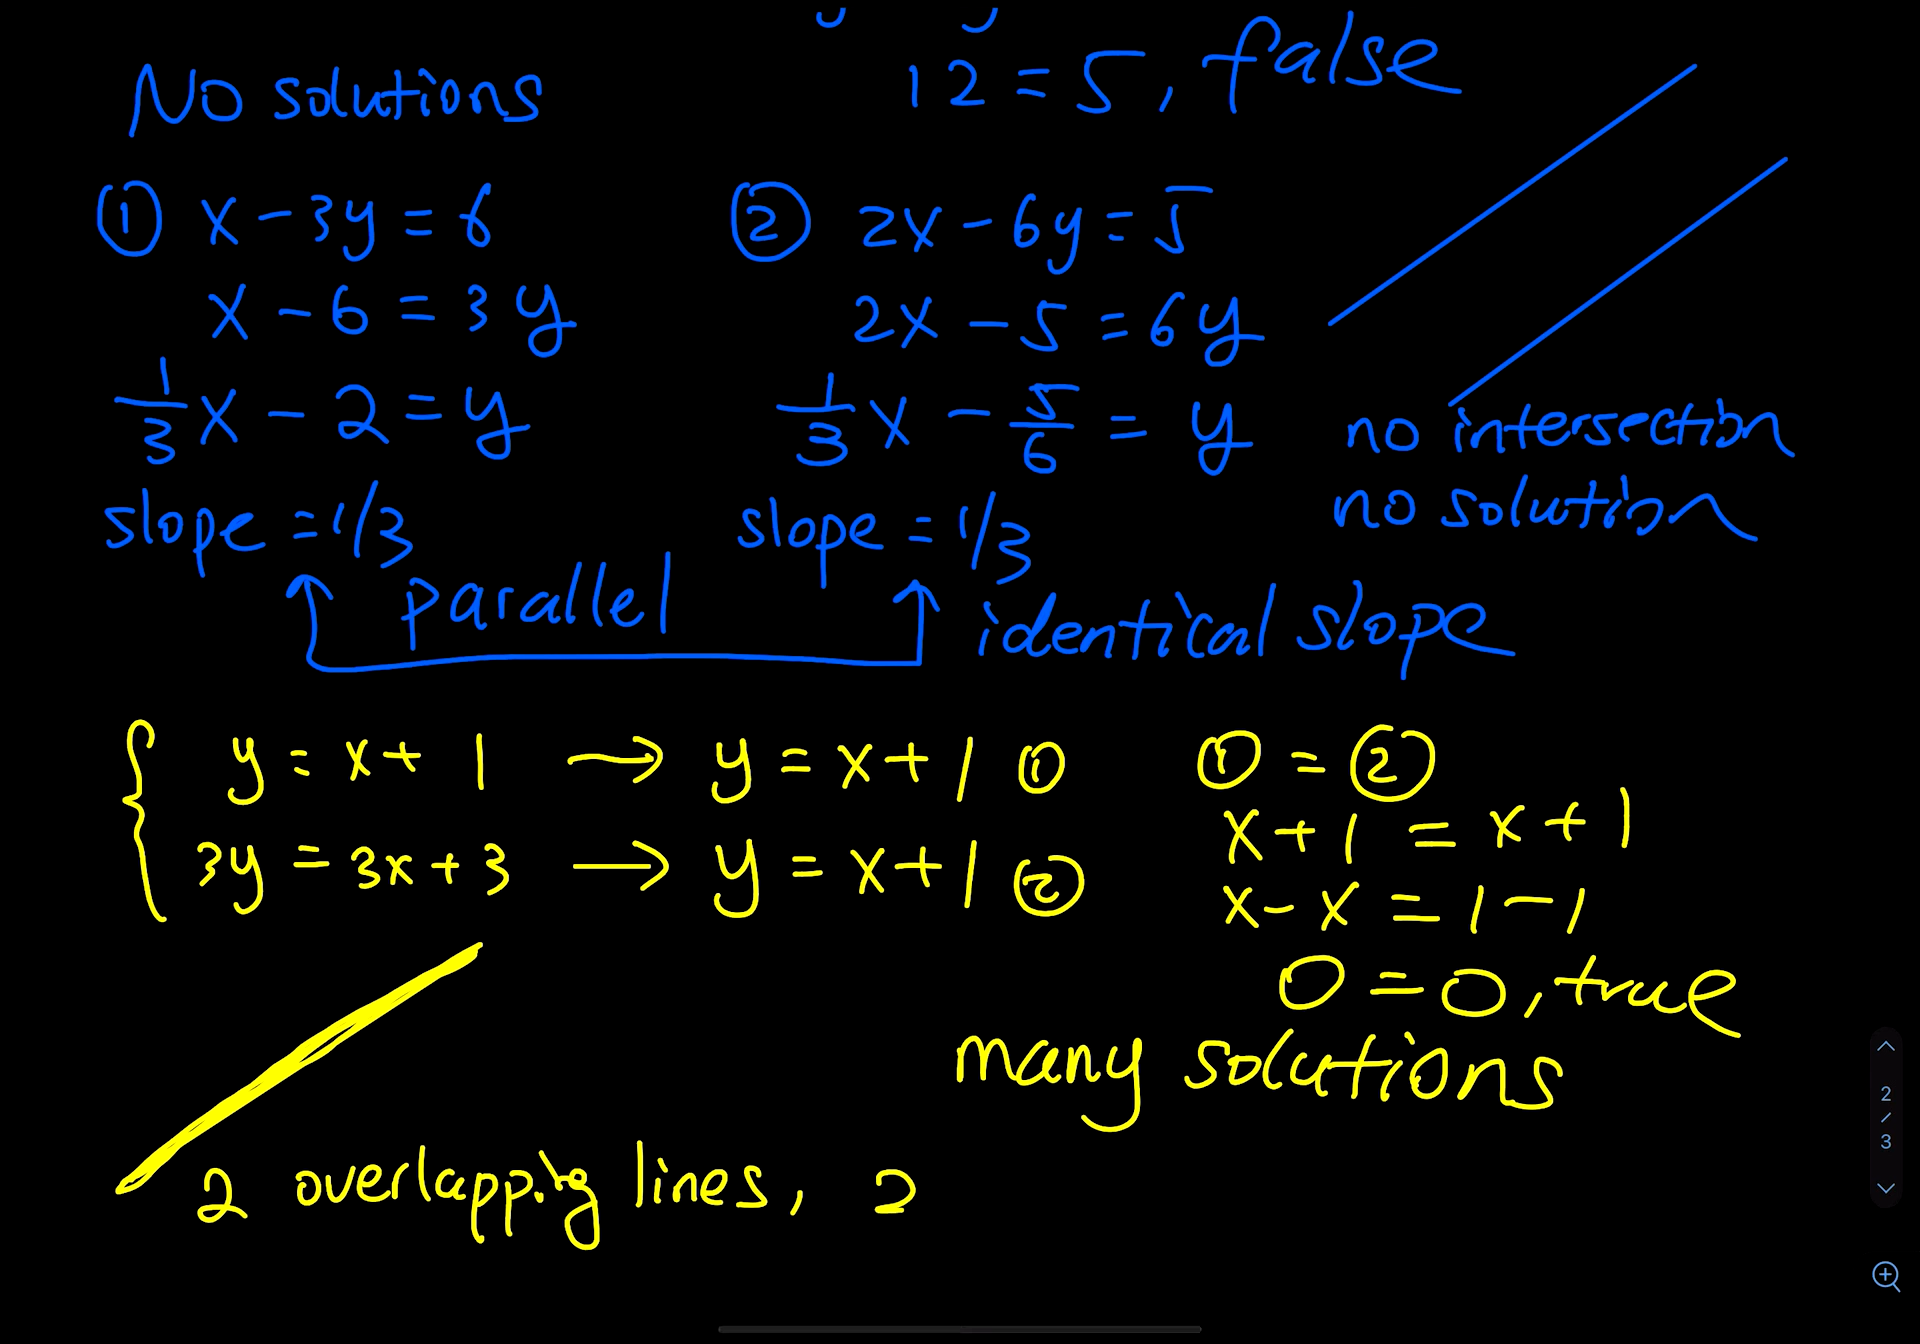 12 = 5, false
No solutions
① x - 3y = 6
x - 6 = 3y
1/3 x - 2 = y
slope = 1/3
② 2x - 6y = 5
2x - 5 = 6y
1/3 x - 5/6 = y
slope = 1/3
no intersection
no solution
parallel
identical slope
y = x + 1 → y = x + 1 ①
3y = 3x + 3 → y = x + 1 ②
① = ②
x + 1 = x + 1
x - x = 1 - 1
0 = 0, true
many solutions
2 overlapping lines, 2
2
/
3